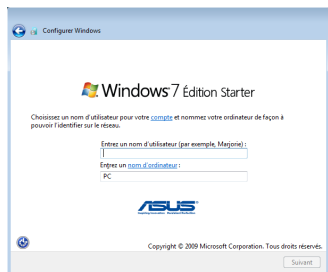 Configurer Windows
Windows 7 Édition Starter
Choisissez un nom d'utilisateur pour votre compte et nommez votre ordinateur de façon à
pouvoir l'identifier sur le réseau.
Entrez un nom d'utilisateur (par exemple, Marjorie) :
Entrez un nom d'ordinateur :
PC
ASUS
Copyright © 2009 Microsoft Corporation. Tous droits réservés.
Suivant